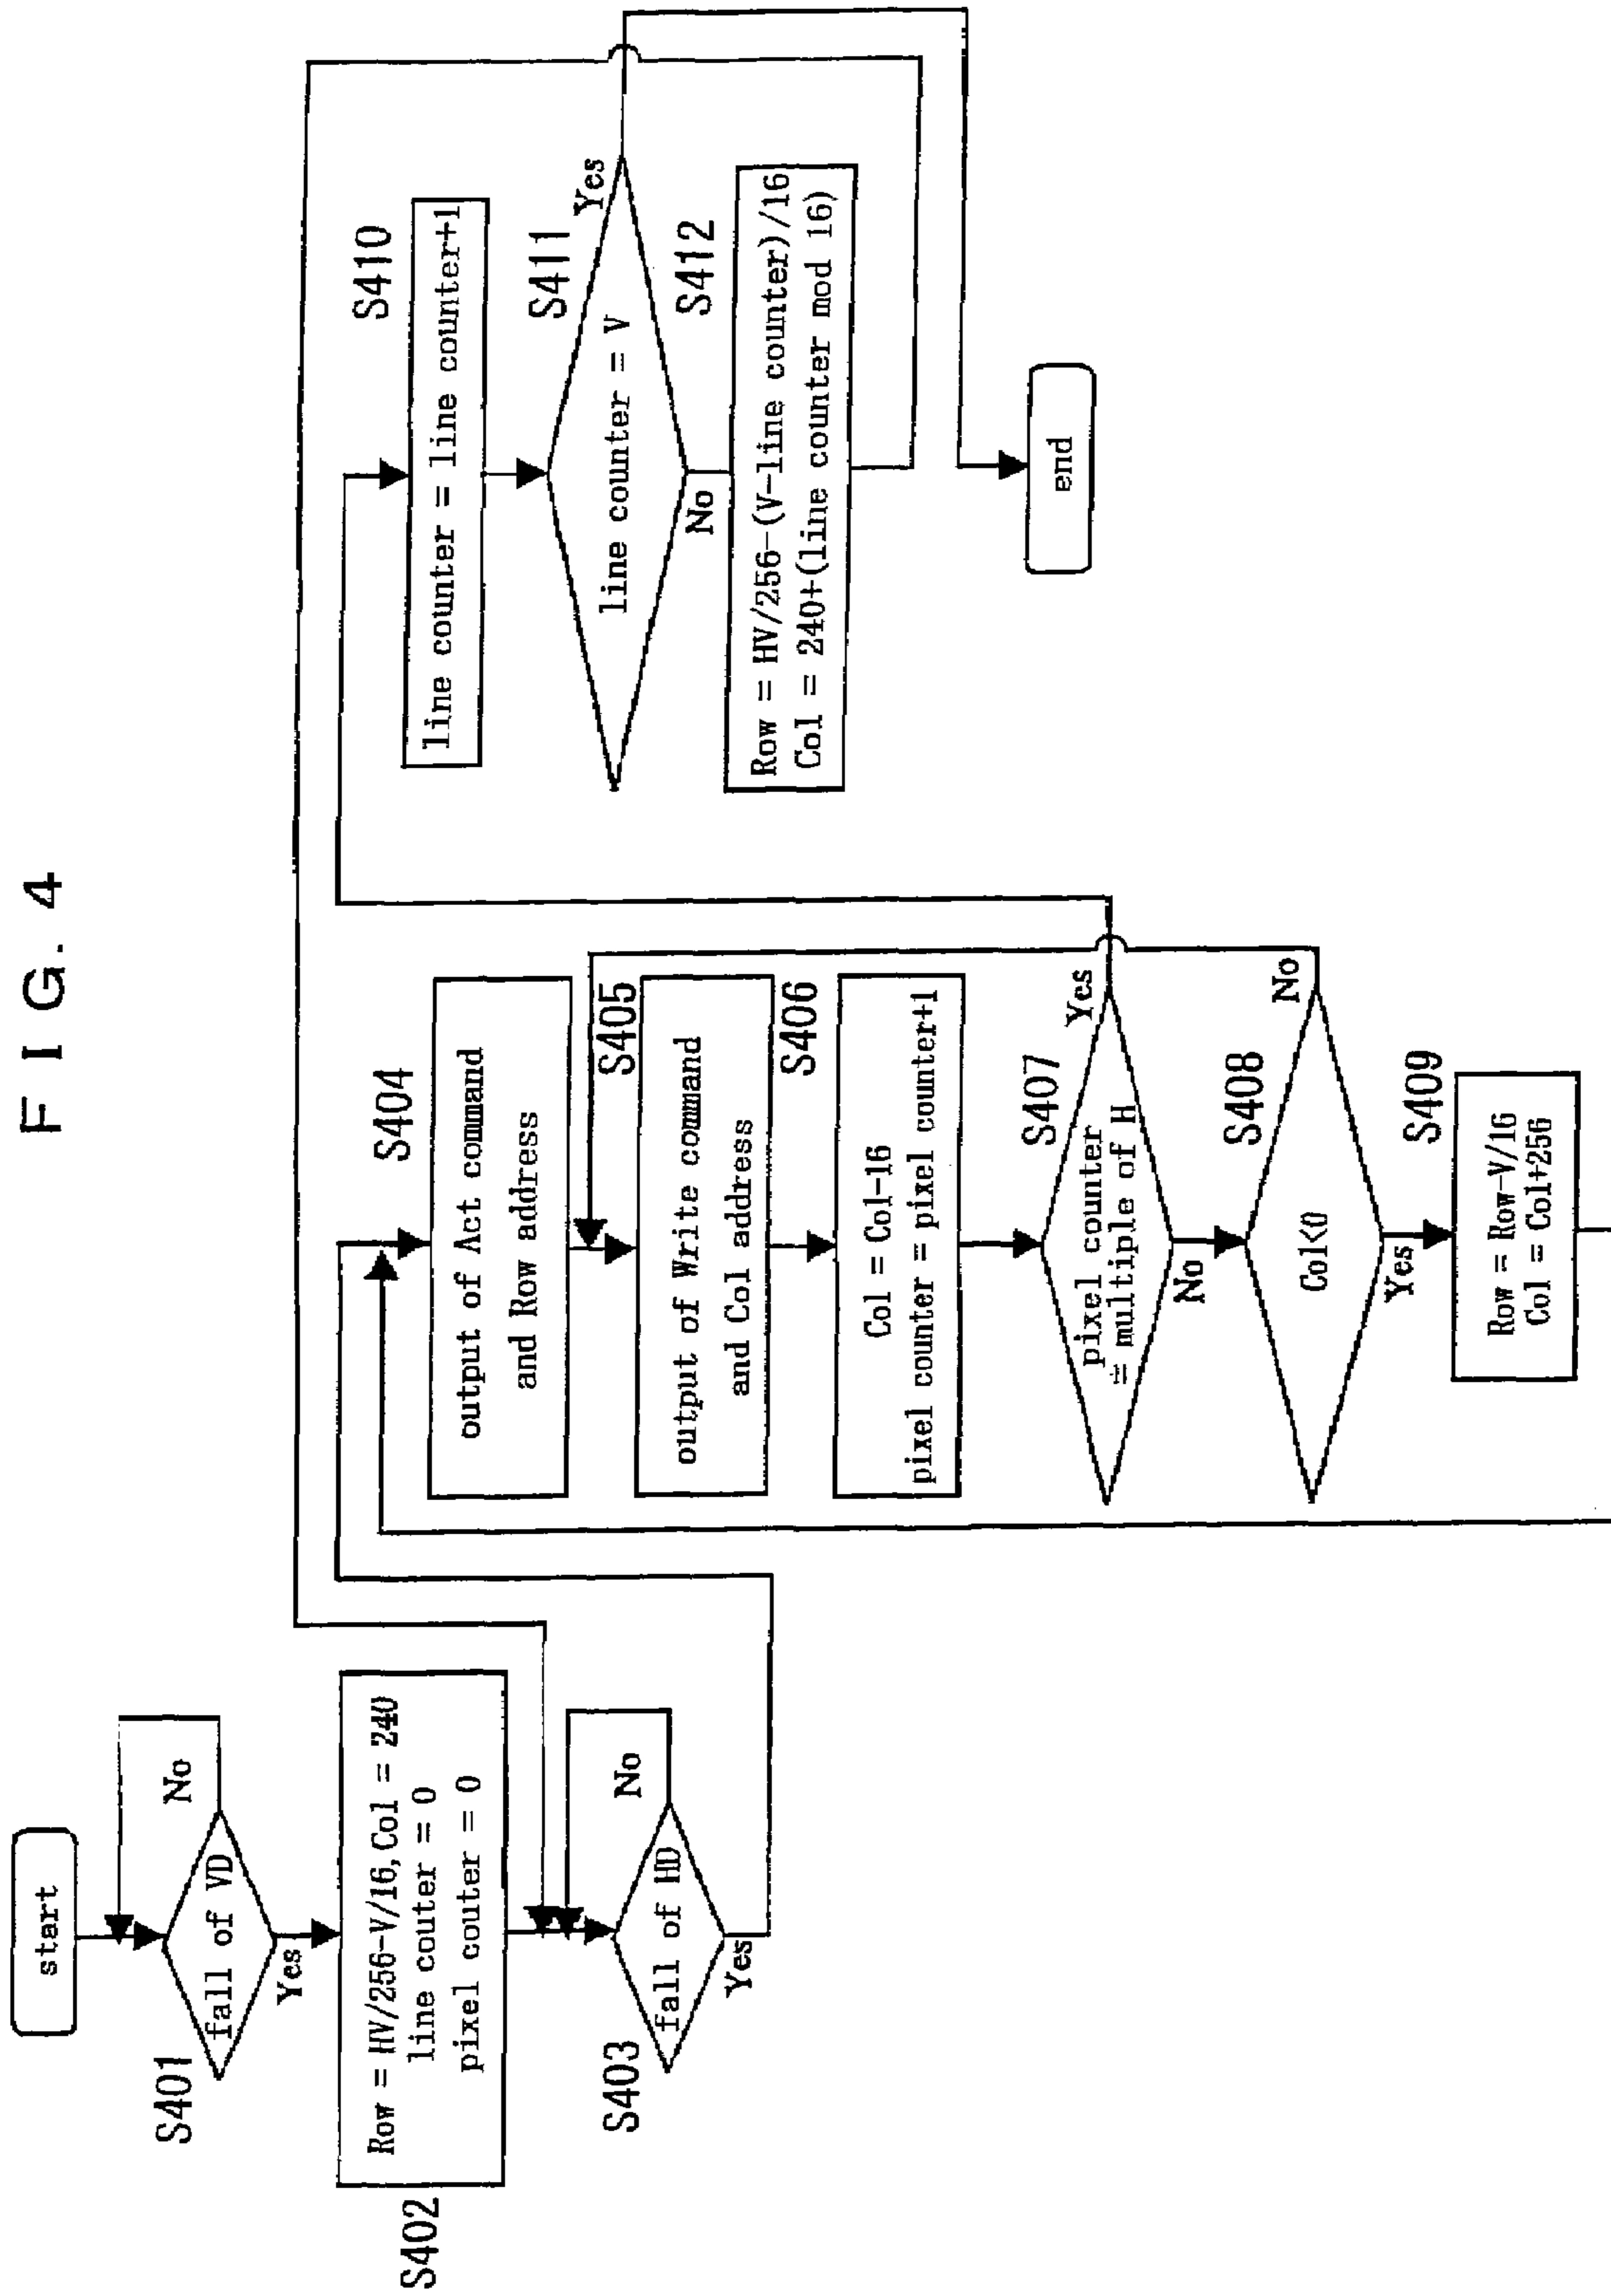 F I G. 4
start
S401
fall of VD
No
Yes
S402
Row = HV/256-V/16, Col = 240
line couter = 0
pixel couter = 0
S403
fall of HD
No
Yes
S404
output of Act command
and Row address
S405
output of Write command
and Col address
S406
Col = Col-16
pixel counter = pixel counter+1
S407
pixel counter
= multiple of H
Yes
No
S408
Col<0
No
Yes
S409
Row = Row-V/16
Col = Col+256
S410
line counter = line counter+1
S411
line counter = V
Yes
No
S412
Row = HV/256-(V-line counter)/16
Col = 240+(line counter mod 16)
end